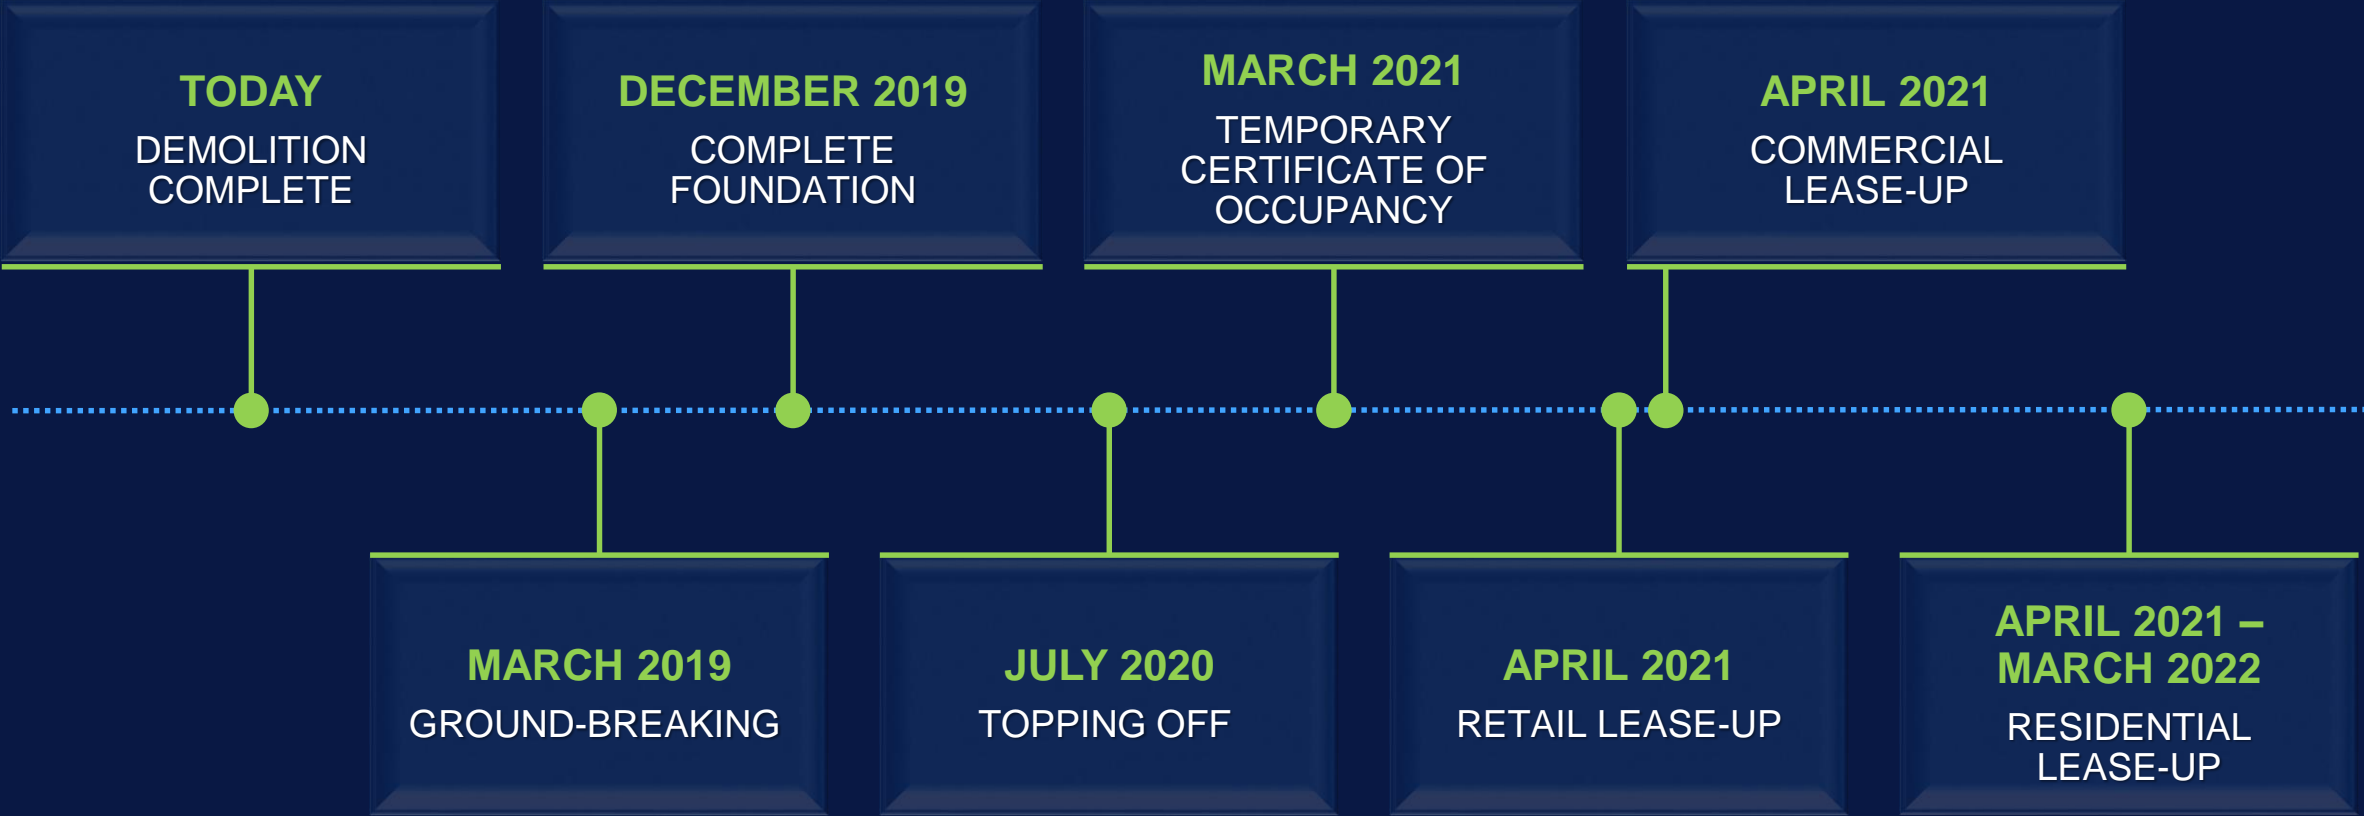 TODAY
DEMOLITION
COMPLETE
DECEMBER 2019
COMPLETE
FOUNDATION
MARCH 2021
TEMPORARY
CERTIFICATE OF
OCCUPANCY
APRIL 2021
COMMERCIAL
LEASE-UP
MARCH 2019
GROUND-BREAKING
JULY 2020
TOPPING OFF
APRIL 2021
RETAIL LEASE-UP
APRIL 2021 –
MARCH 2022
RESIDENTIAL
LEASE-UP